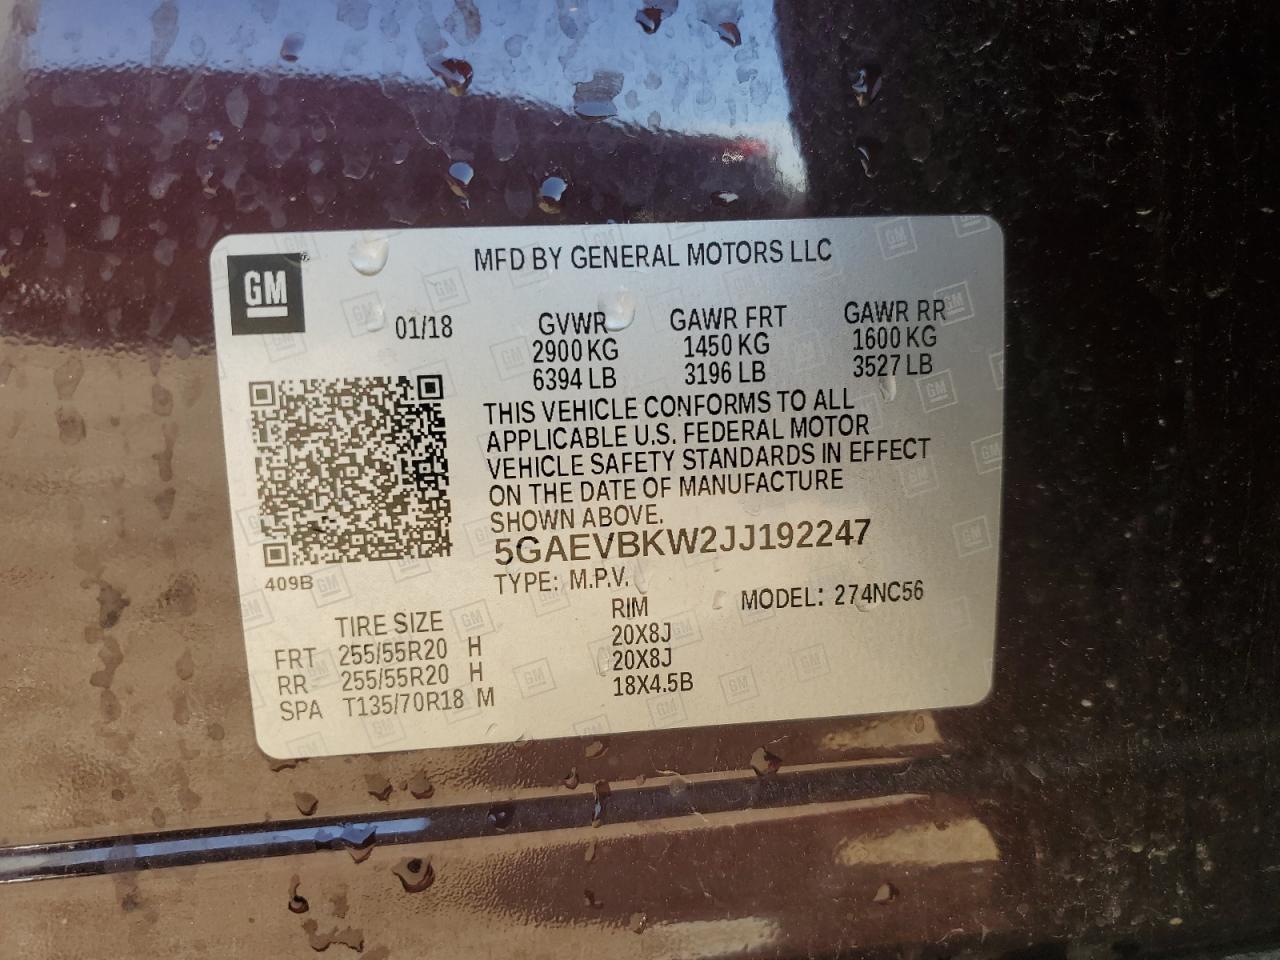 MFD BY GENERAL MOTORS LLC
GM
®
01/18
GVWR GAWR FRT GAWR RR
2900 KG 1450 KG 1600 KG
6394 LB 3196 LB 3527 LB
THIS VEHICLE CONFORMS TO ALL
APPLICABLE U.S. FEDERAL MOTOR
VEHICLE SAFETY STANDARDS IN EFFECT
ON THE DATE OF MANUFACTURE
SHOWN ABOVE.
5GAEVBKW2JJ192247
409B
TYPE: M.P.V. MODEL: 274NC56
TIRE SIZE RIM
FRT 255/55R20 H 20X8J
RR 255/55R20 H 20X8J
SPA T135/70R18 M 18X4.5B